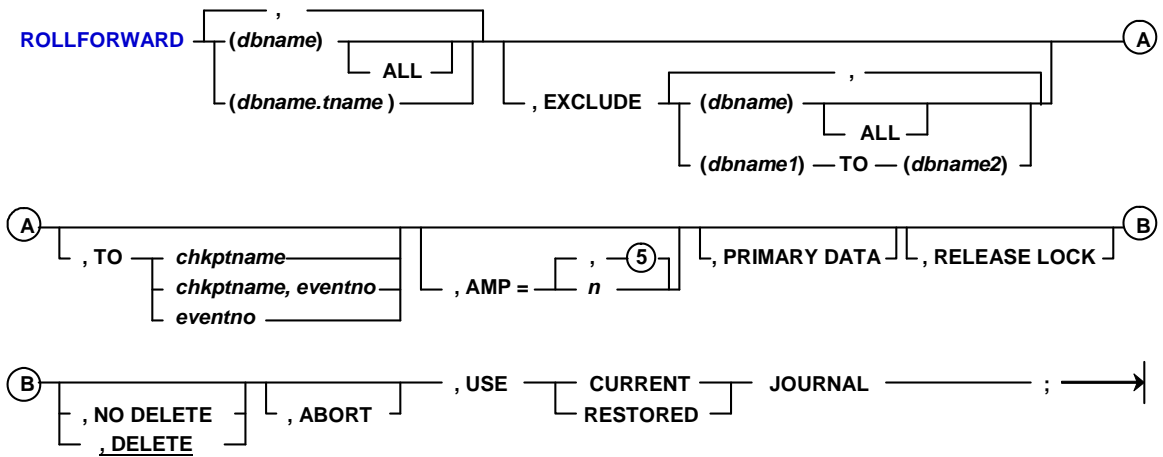 ,
ROLLFORWARD (dbname) A
ALL
(dbname.tname )
,
, EXCLUDE (dbname)
ALL
(dbname1) TO (dbname2)
A
, TO chkptname
chkptname, eventno
eventno
, 5
, AMP = n
, PRIMARY DATA , RELEASE LOCK B
B
, NO DELETE
, DELETE
, ABORT
, USE CURRENT JOURNAL ;
RESTORED